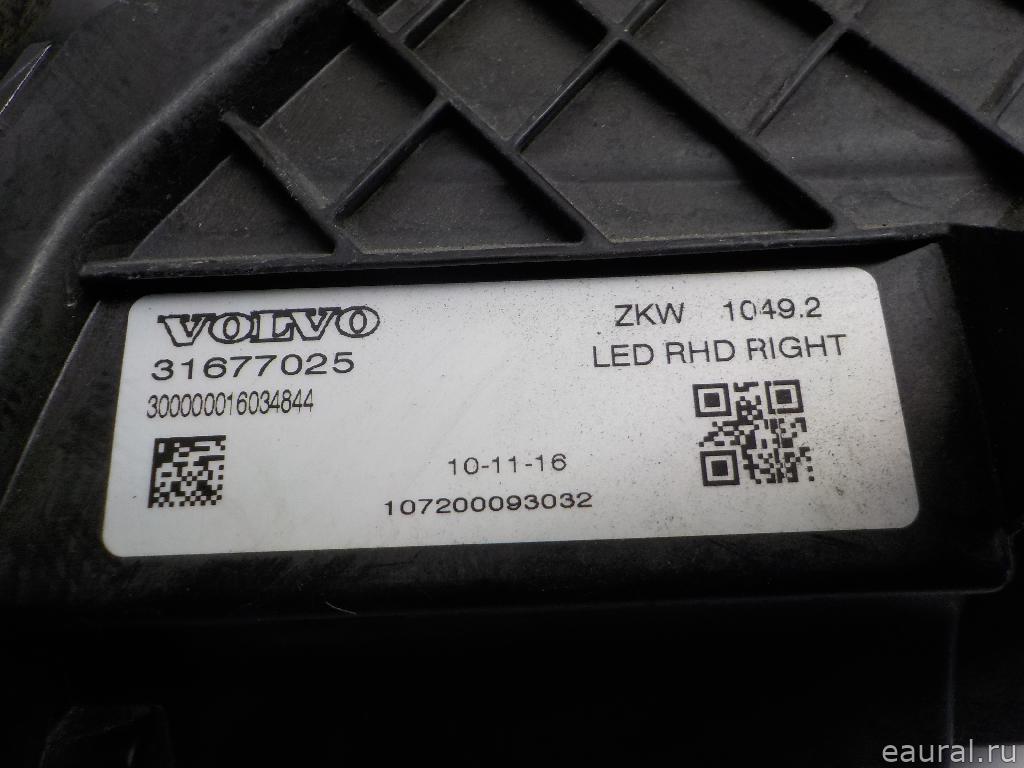 VOLVO
31677025
300000016034844
ZKW 1049.2
LED RHD RIGHT
10-11-16
107200093032
eaural.ru